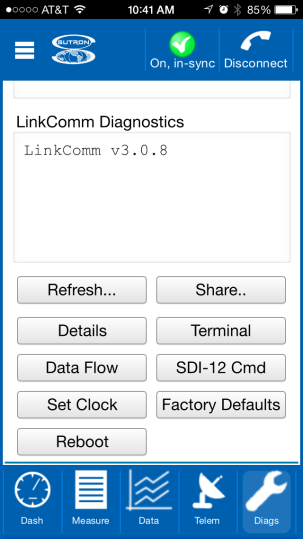 AT&T 10:41 AM 85%
SUTRON
On, in-sync Disconnect
LinkComm Diagnostics
LinkComm v3.0.8
Refresh... Share..
Details Terminal
Data Flow SDI-12 Cmd
Set Clock Factory Defaults
Reboot
Dash Measure Data Telem Diags